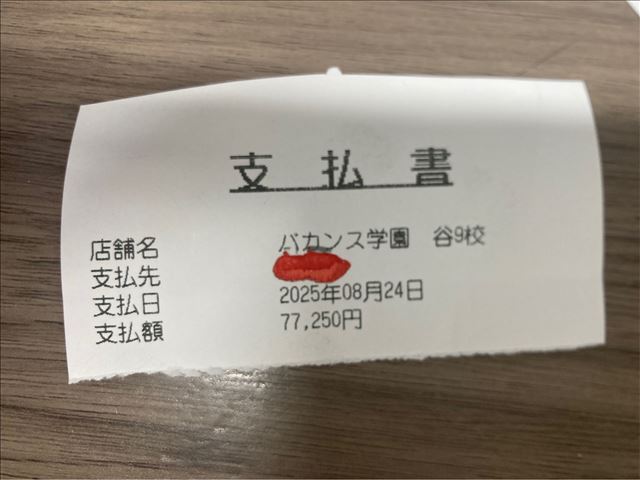 支払書
店舗名 バカンス学園 谷9校
支払先
支払日 2025年08月24日
支払額 77,250円